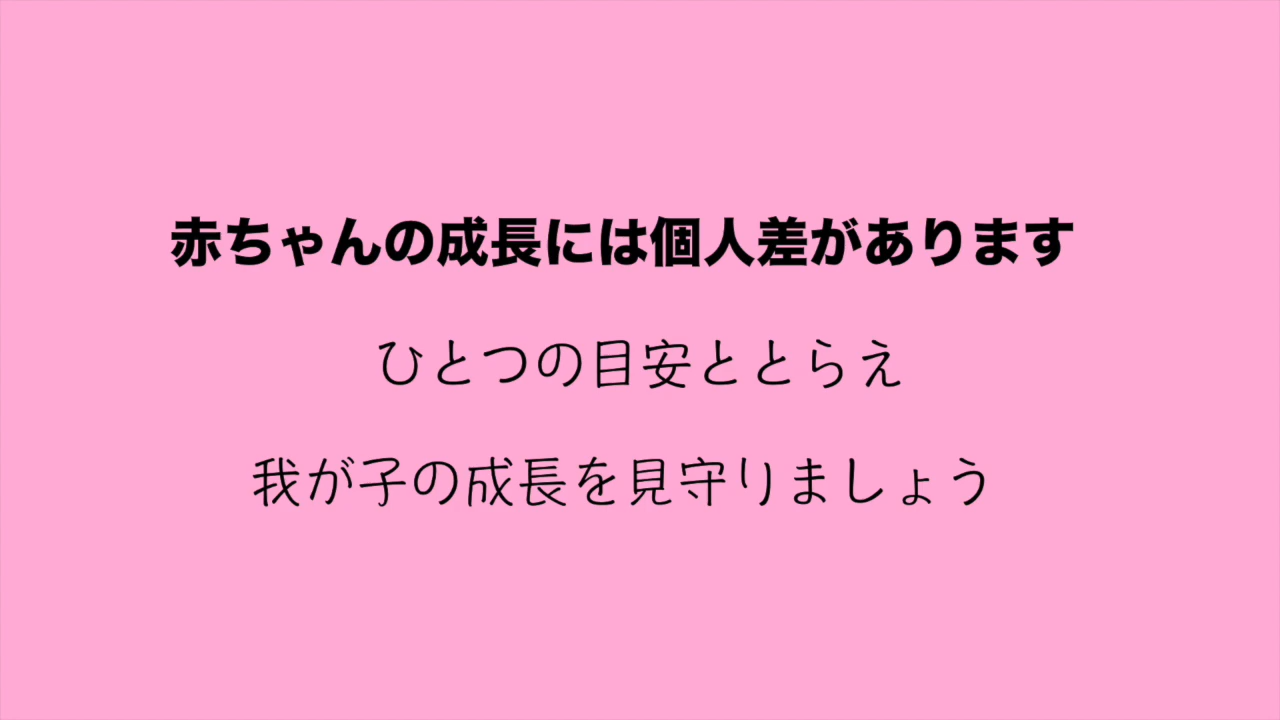 赤ちゃんの成長には個人差があります
ひとつの目安ととらえ
我が子の成長を見守りましょう